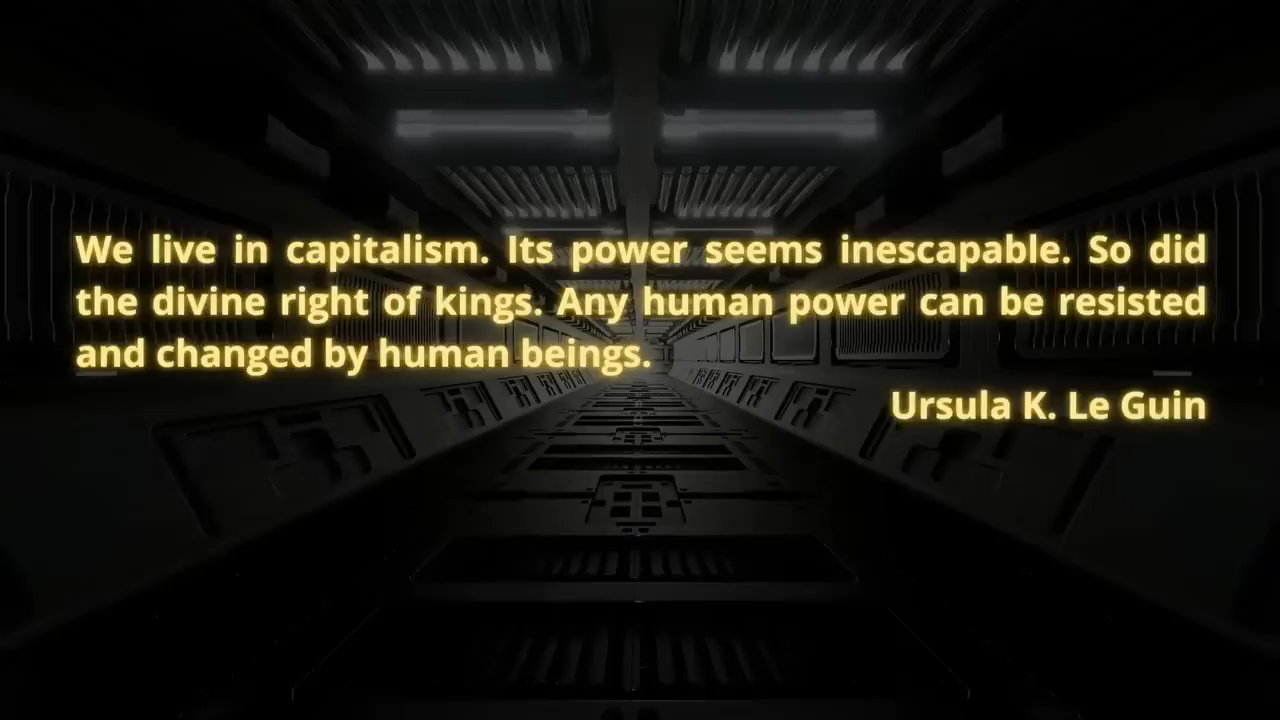 We live in capitalism. Its power seems inescapable. So did
the divine right of kings. Any human power can be resisted
and changed by human beings.
Ursula K. Le Guin